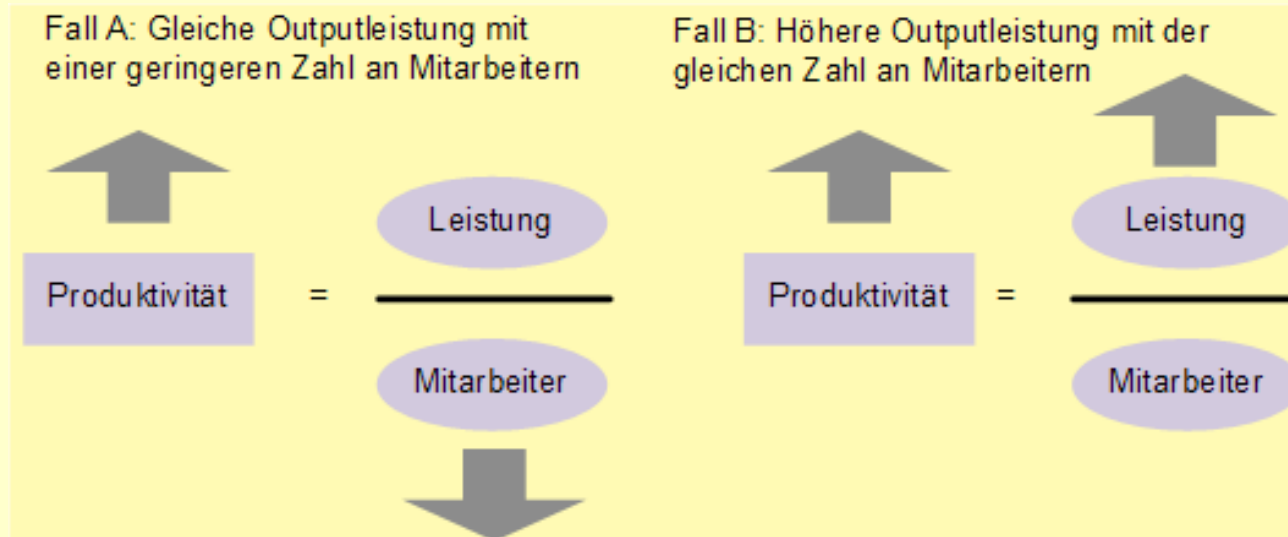 Fall A: Gleiche Outputleistung mit
einer geringeren Zahl an Mitarbeitern
Produktivität
=
Leistung
Mitarbeiter
Fall B: Höhere Outputleistung mit der
gleichen Zahl an Mitarbeitern
Produktivität
=
Leistung
Mitarbeiter